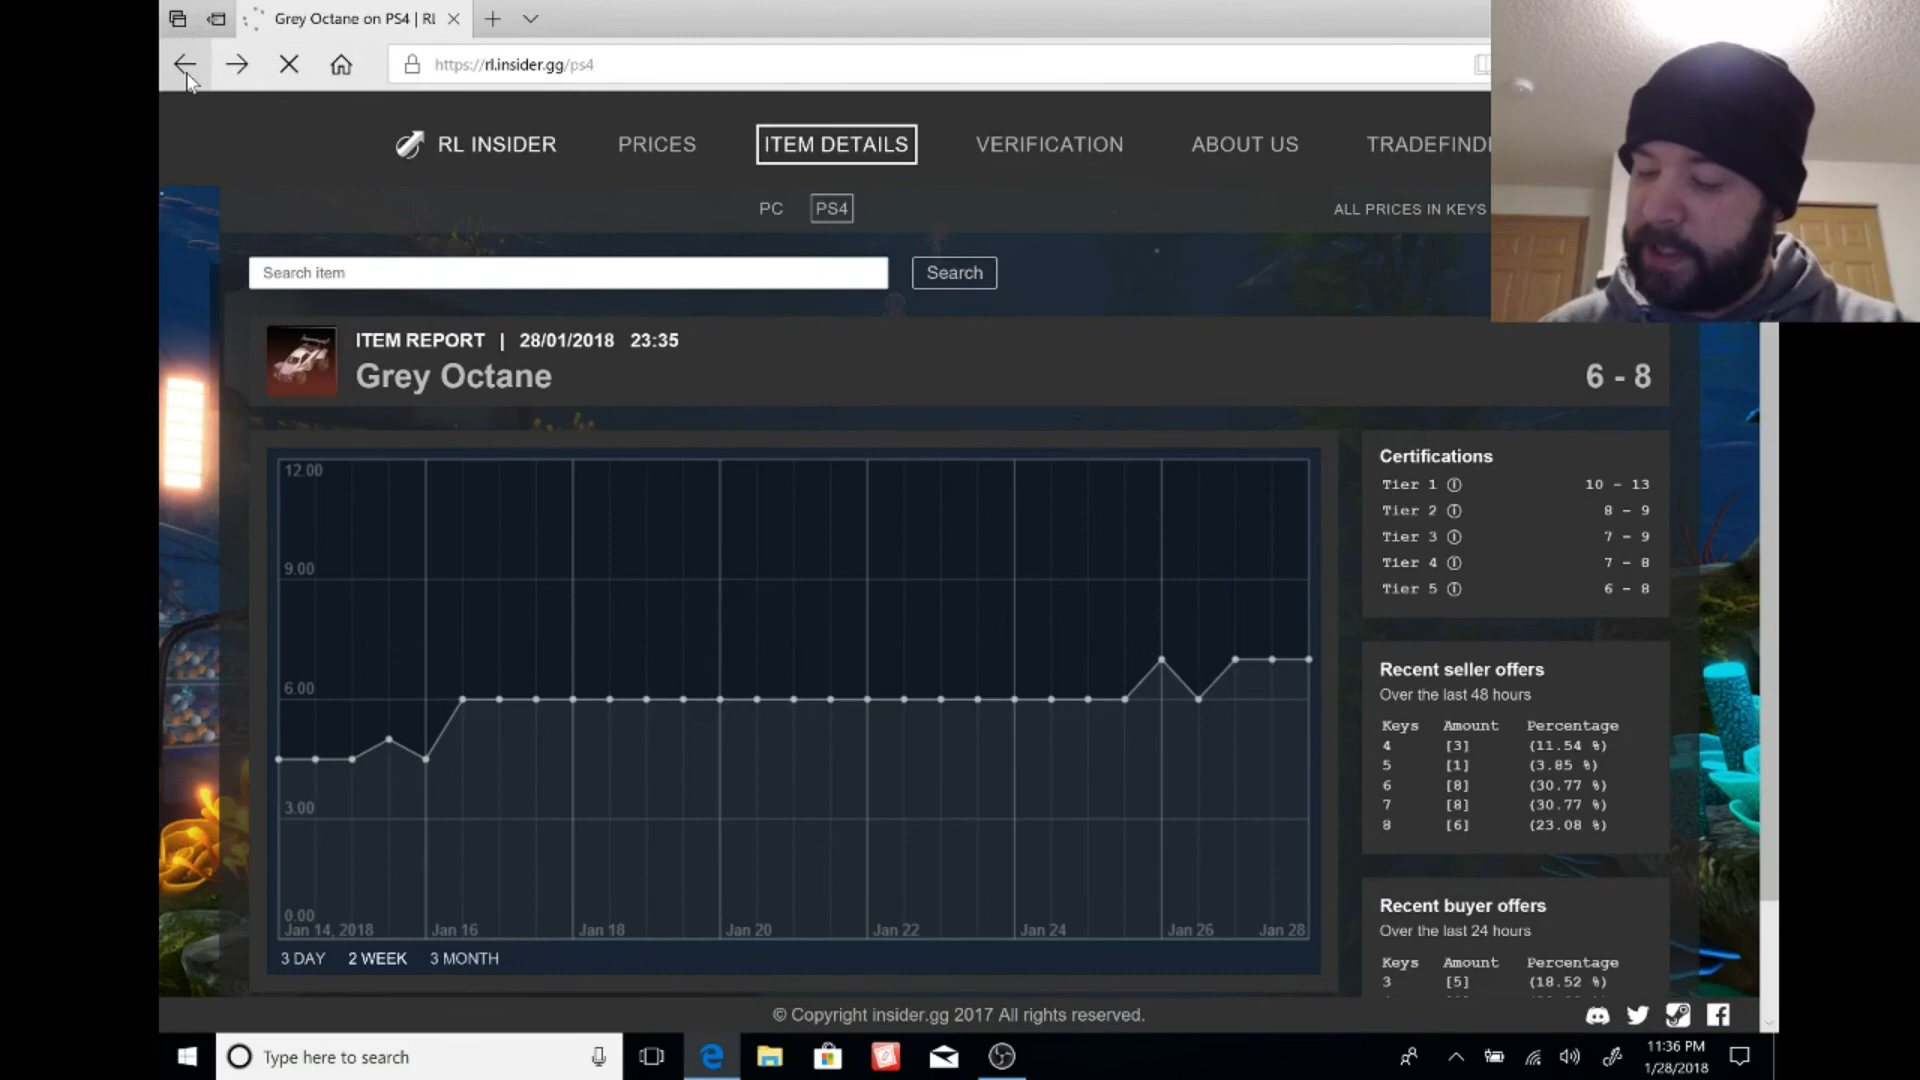 Grey Octane on PS4 | RL
https://rl.insider.gg/ps4
RL INSIDER
PRICES
ITEM DETAILS
VERIFICATION
ABOUT US
TRADEFIND
PC
PS4
ALL PRICES IN KEYS
Search item
Search
ITEM REPORT | 28/01/2018 23:35
Grey Octane
6 - 8
12.00
9.00
6.00
3.00
0.00
Jan 14, 2018
Jan 16
Jan 18
Jan 20
Jan 22
Jan 24
Jan 26
Jan 28
3 DAY
2 WEEK
3 MONTH
Certifications
Tier 1 10 - 13
Tier 2 8 - 9
Tier 3 7 - 9
Tier 4 7 - 8
Tier 5 6 - 8
Recent seller offers
Over the last 48 hours
Keys Amount Percentage
4 [3] (11.54 %)
5 [1] (3.85 %)
6 [8] (30.77 %)
7 [8] (30.77 %)
8 [6] (23.08 %)
Recent buyer offers
Over the last 24 hours
Keys Amount Percentage
3 [5] (18.52 %)
© Copyright insider.gg 2017 All rights reserved.
Type here to search
11:36 PM
1/28/2018